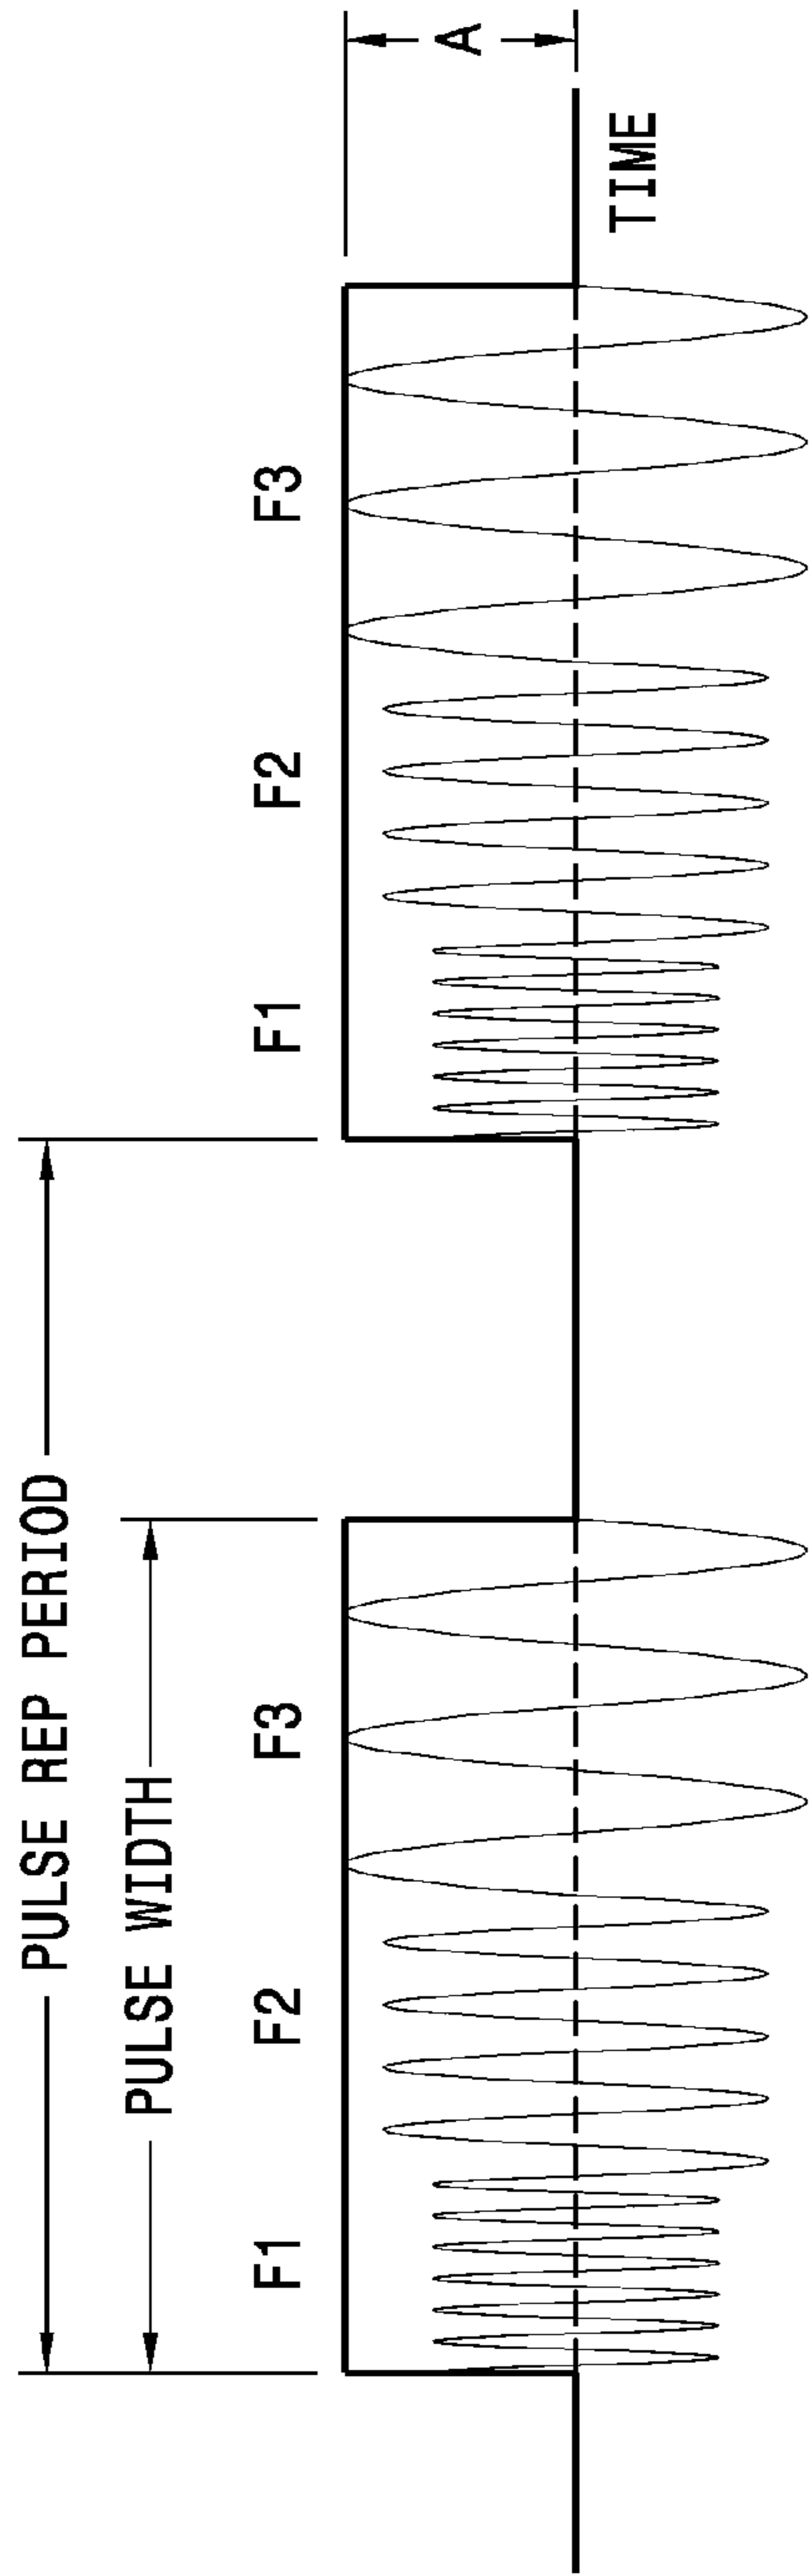 PULSE REP PERIOD
PULSE WIDTH
F1 F2 F3 F1 F2 F3
A
TIME